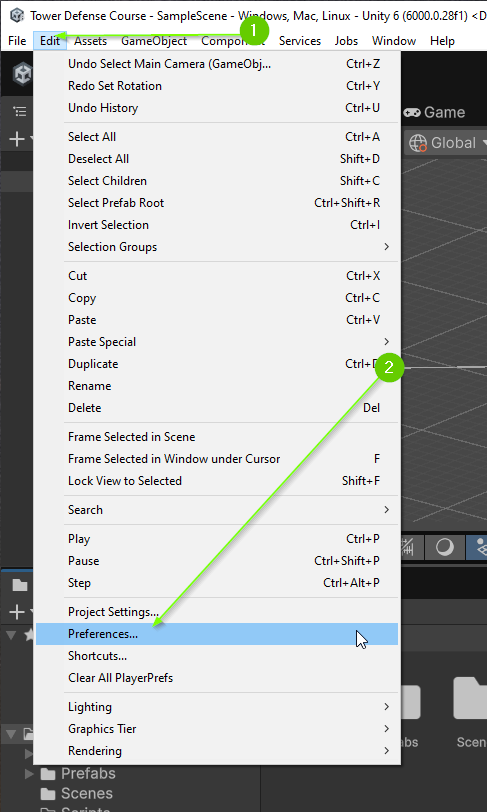 Tower Defense Course - SampleScene - Windows, Mac, Linux - Unity 6 (6000.0.28f1) <D
File Edit Assets GameObject Compon Services Jobs Window Help
1
Undo Select Main Camera (GameObj... Ctrl+Z
Redo Set Rotation Ctrl+Y
Undo History Ctrl+U
Game
Select All Ctrl+A
Global
Deselect All Shift+D
Select Children Shift+C
Select Prefab Root Ctrl+Shift+R
Invert Selection Ctrl+I
Selection Groups
Cut Ctrl+X
Copy Ctrl+C
Paste Ctrl+V
Paste Special
Duplicate Ctrl+D
2
Rename
Delete Del
Frame Selected in Scene
Frame Selected in Window under Cursor F
Lock View to Selected Shift+F
Search
Play Ctrl+P
Pause Ctrl+Shift+P
Step Ctrl+Alt+P
Project Settings...
Preferences...
Shortcuts...
Clear All PlayerPrefs
Lighting
Graphics Tier
abs Scen
Rendering
Prefabs
Scenes